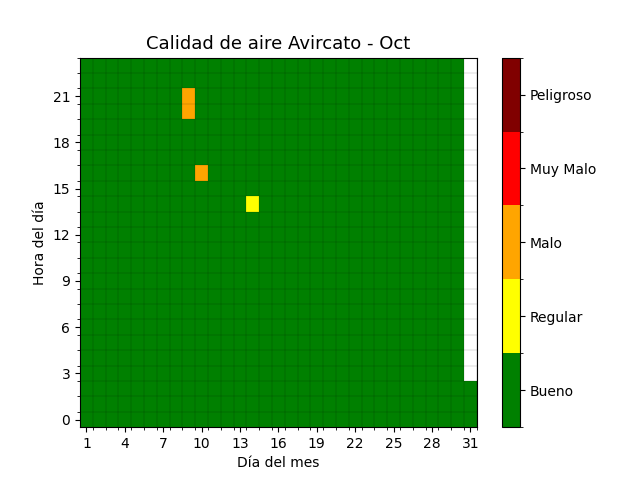 Calidad de aire Avircato - Oct
Hora del día
21
18
15
12
9
6
3
0
1 4 7 10 13 16 19 22 25 28 31
Día del mes
Peligroso
Muy Malo
Malo
Regular
Bueno